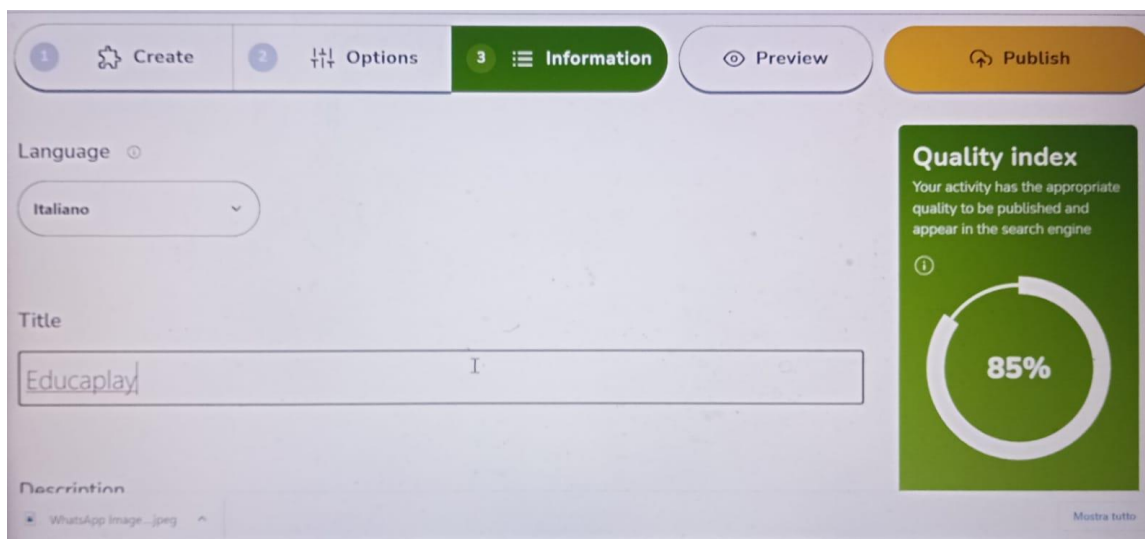 1 Create 2 Options 3 Information Preview Publish
Language
Italiano
Title
Educaplay
Description
Quality index
Your activity has the appropriate
quality to be published and
appear in the search engine
85%
WhatsApp Image...jpeg
Mostra tutto